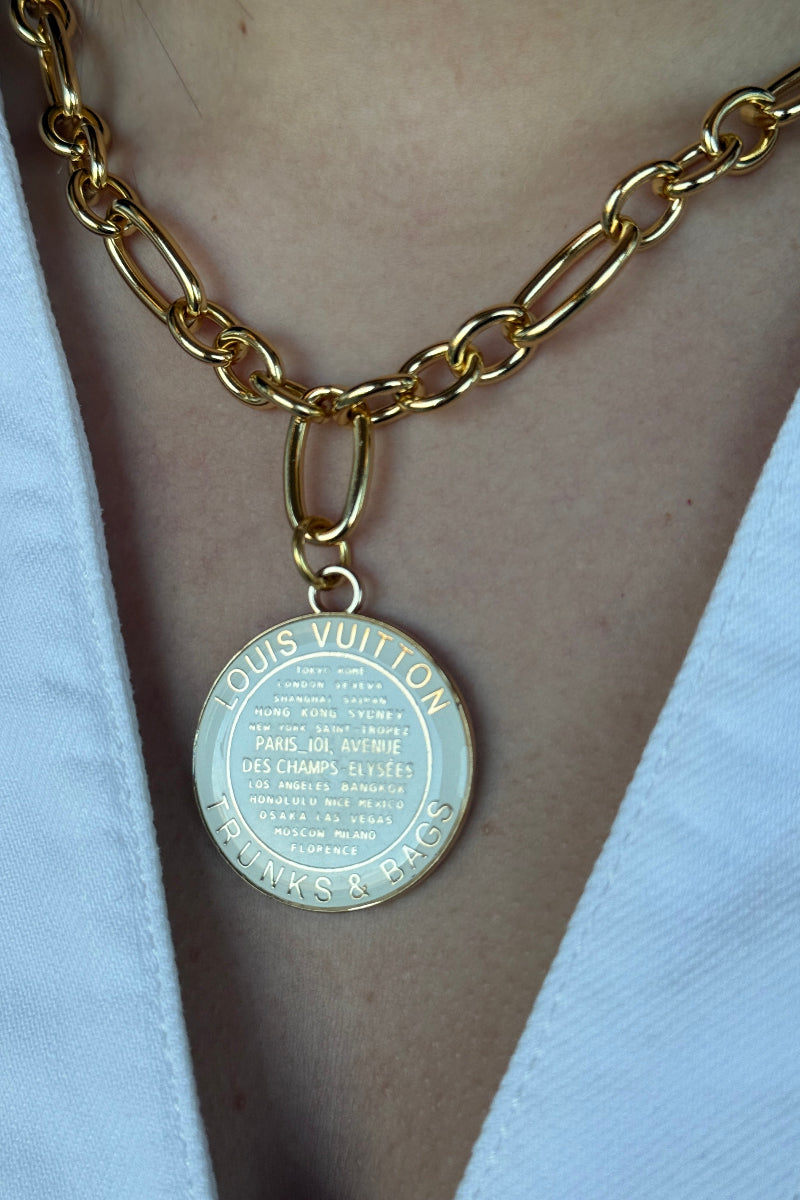 LOUIS VUITTON
TOKYO ROME
LONDON GENEVA
SHANGHAI SAIPAN
HONG KONG SYDNEY
NEW YORK SAINT-TROPEZ
PARIS_101, AVENUE
DES CHAMPS-ELYSÉES
LOS ANGELES BANGKOK
HONOLULU NICE MEXICO
OSAKA LAS VEGAS
MOSCOW MILANO
FLORENCE
TRUNKS & BAGS